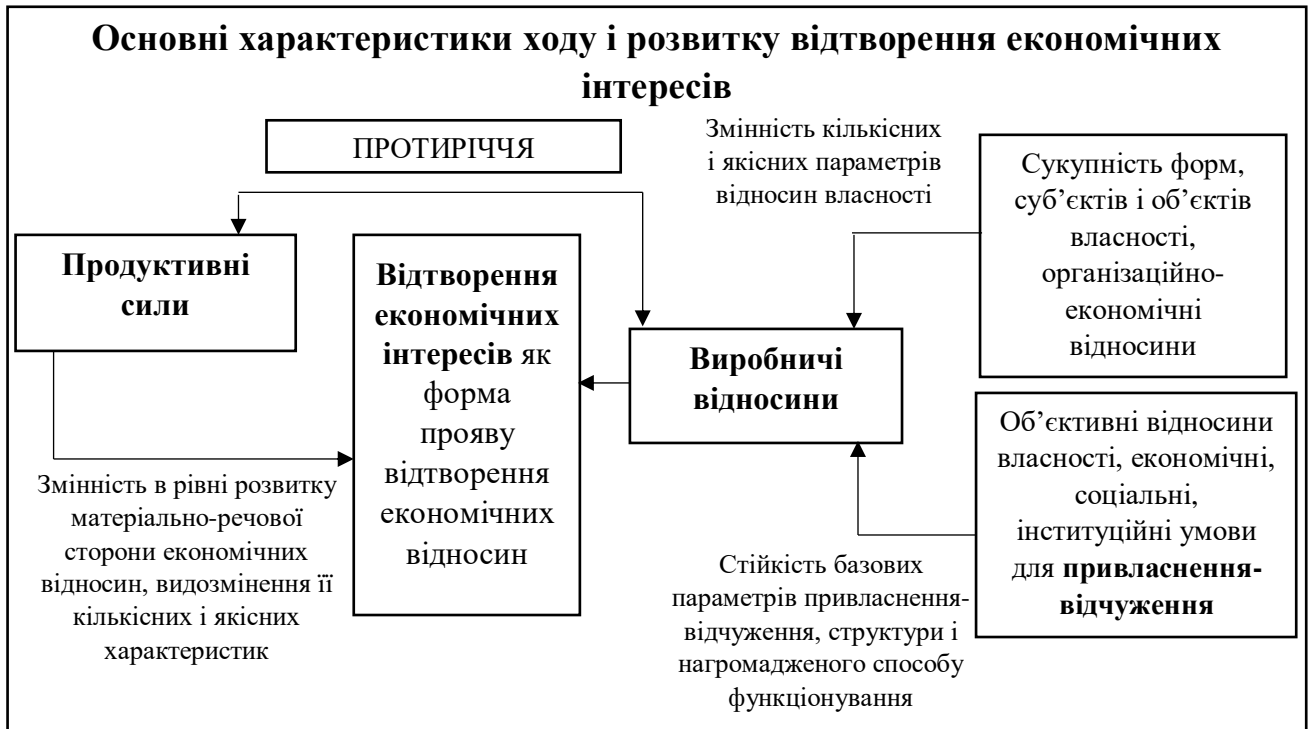 Основні характеристики ходу і розвитку відтворення економічних
інтересів
ПРОТИРІЧЧЯ
Змінність кількісних
і якісних параметрів
відносин власності
Сукупність форм,
суб’єктів і об’єктів
власності,
організаційно-
економічні
відносини
Продуктивні
сили
Відтворення
економічних
інтересів як
форма
прояву
відтворення
економічних
відносин
Виробничі
відносини
Об’єктивні відносини
власності, економічні,
соціальні,
інституційні умови
для привласнення-
відчуження
Змінність в рівні розвитку
матеріально-речової
сторони економічних
відносин, видозмінення її
кількісних і якісних
характеристик
Стійкість базових
параметрів привласнення-
відчуження, структури і
нагромадженого способу
функціонування